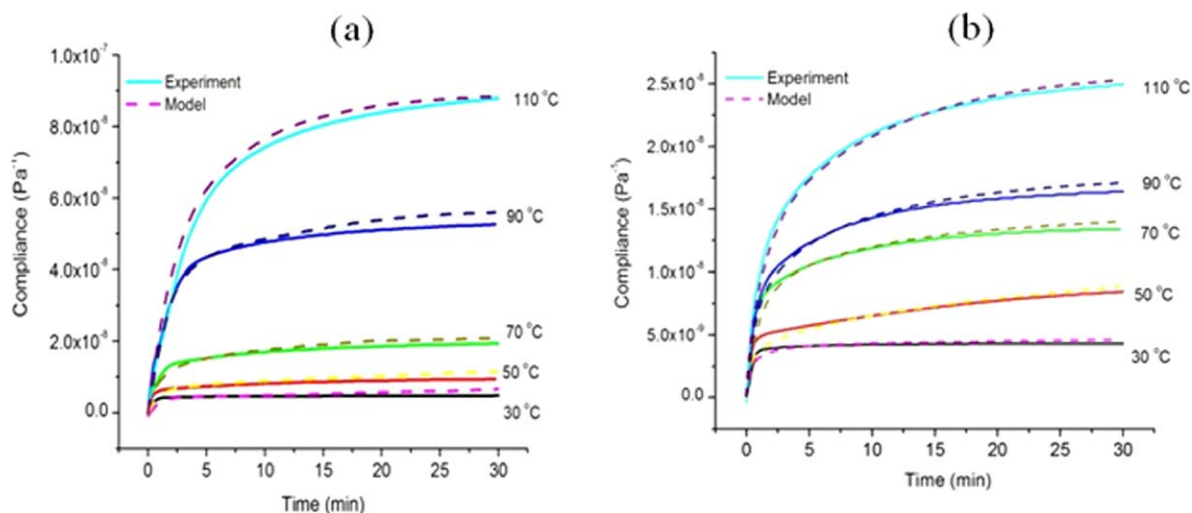 (a)
1.0x10⁻⁷
8.0x10⁻⁸
6.0x10⁻⁸
4.0x10⁻⁸
2.0x10⁻⁸
0.0
Compliance (Pa⁻¹)
Experiment
Model
110 °C
90 °C
70 °C
50 °C
30 °C
0 5 10 15 20 25 30
Time (min)
(b)
2.5x10⁻⁸
2.0x10⁻⁸
1.5x10⁻⁸
1.0x10⁻⁸
5.0x10⁻⁹
0.0
Compliance (Pa⁻¹)
Experiment
Model
110 °C
90 °C
70 °C
50 °C
30 °C
0 5 10 15 20 25 30
Time (min)